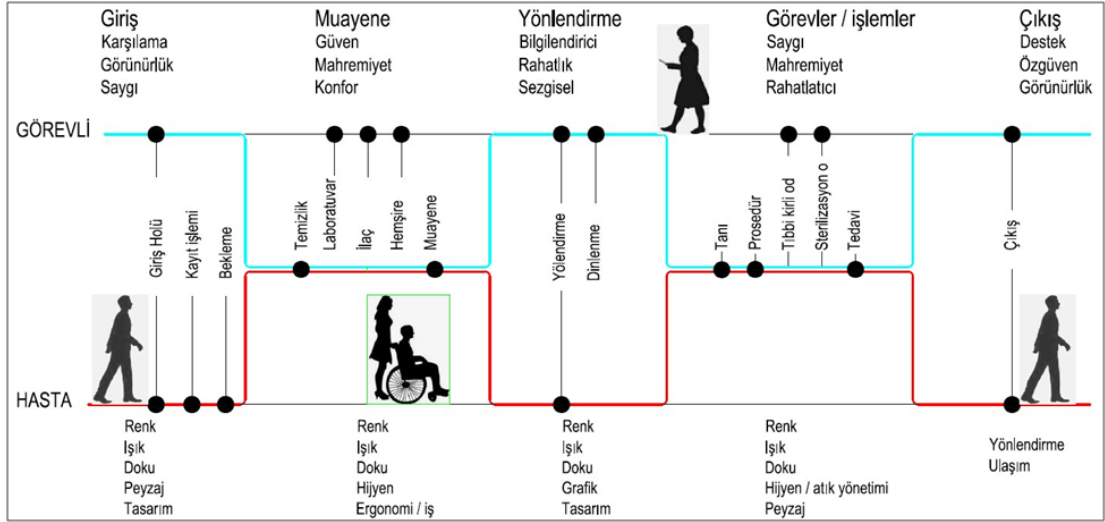 Giriş
Karşılama
Görünürlük
Saygı
Muayene
Güven
Mahremiyet
Konfor
Yönlendirme
Bilgilendirici
Rahatlık
Sezgisel
Görevler / işlemler
Saygı
Mahremiyet
Rahatlatıcı
Çıkış
Destek
Özgüven
Görünürlük
GÖREVLİ
Giriş Holü
Kayıt işlemi
Bekleme
Temizlik
Laboratuvar
İlaç
Hemşire
Muayene
Yölendirme
Dinlenme
Tanı
Prosedür
Tıbbi kirli od
Sterilizasyon o
Tedavi
Çıkış
HASTA
Renk
Işık
Doku
Peyzaj
Tasarım
Renk
Işık
Doku
Hijyen
Ergonomi / iş
Renk
Işık
Doku
Grafik
Tasarım
Renk
Işık
Doku
Hijyen / atık yönetimi
Peyzaj
Yönlendirme
Ulaşım